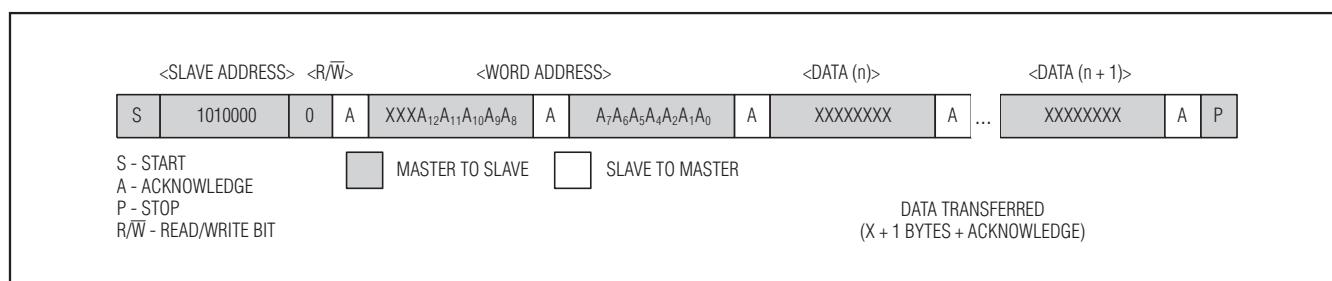 <SLAVE ADDRESS> <R/W̅> <WORD ADDRESS> <DATA (n)> <DATA (n + 1)>
S 1010000 0 A XXXA₁₂A₁₁A₁₀A₉A₈ A A₇A₆A₅A₄A₂A₁A₀ A XXXXXXXX A ... XXXXXXXX A P
S - START
A - ACKNOWLEDGE
P - STOP
R/W̅ - READ/WRITE BIT
MASTER TO SLAVE SLAVE TO MASTER
DATA TRANSFERRED
(X + 1 BYTES + ACKNOWLEDGE)